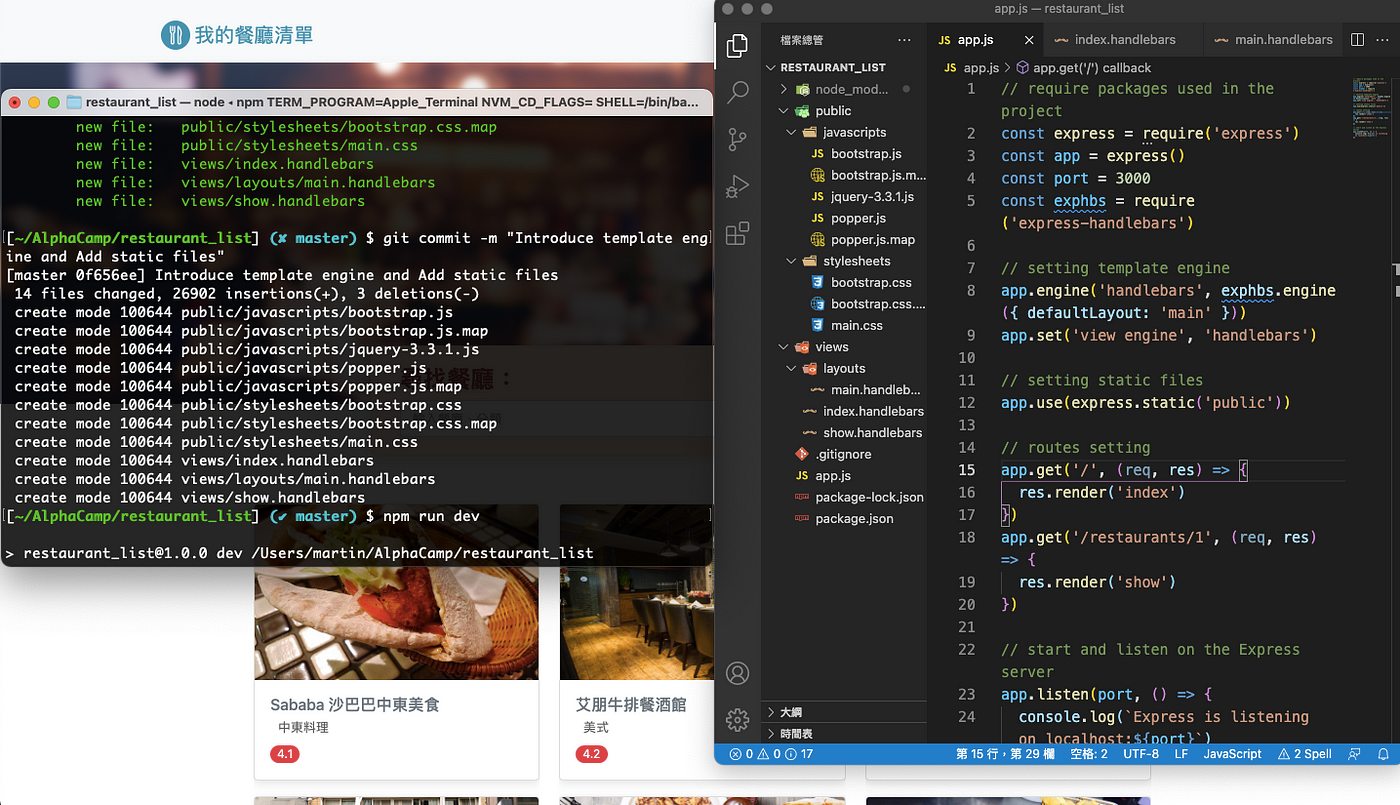 我的餐廳清單
restaurant_list — node ◂ npm TERM_PROGRAM=Apple_Terminal NVM_CD_FLAGS= SHELL=/bin/ba...
new file:   public/stylesheets/bootstrap.css.map
new file:   public/stylesheets/main.css
new file:   views/index.handlebars
new file:   views/layouts/main.handlebars
new file:   views/show.handlebars
[~/AlphaCamp/restaurant_list] (✘ master) $ git commit -m "Introduce template eng
ine and Add static files"
[master 0f656ee] Introduce template engine and Add static files
14 files changed, 26902 insertions(+), 3 deletions(-)
create mode 100644 public/javascripts/bootstrap.js
create mode 100644 public/javascripts/bootstrap.js.map
create mode 100644 public/javascripts/jquery-3.3.1.js
create mode 100644 public/javascripts/popper.js
create mode 100644 public/javascripts/popper.js.map
create mode 100644 public/stylesheets/bootstrap.css
create mode 100644 public/stylesheets/bootstrap.css.map
create mode 100644 public/stylesheets/main.css
create mode 100644 views/index.handlebars
create mode 100644 views/layouts/main.handlebars
create mode 100644 views/show.handlebars
[~/AlphaCamp/restaurant_list] (✔ master) $ npm run dev
> restaurant_list@1.0.0 dev /Users/martin/AlphaCamp/restaurant_list
找餐廳：
Sababa 沙巴巴中東美食
中東料理
4.1
艾朋牛排餐酒館
美式
4.2
app.js — restaurant_list
檔案總管
RESTAURANT_LIST
node_mod...
public
javascripts
bootstrap.js
bootstrap.js.m...
jquery-3.3.1.js
popper.js
popper.js.map
stylesheets
bootstrap.css
bootstrap.css....
main.css
views
layouts
main.handleb...
index.handlebars
show.handlebars
.gitignore
app.js
package-lock.json
package.json
大綱
時間表
JS app.js
index.handlebars
main.handlebars
JS app.js > app.get('/') callback
1 // require packages used in the
project
2 const express = require('express')
3 const app = express()
4 const port = 3000
5 const exphbs = require
('express-handlebars')
6
7 // setting template engine
8 app.engine('handlebars', exphbs.engine
({ defaultLayout: 'main' }))
9 app.set('view engine', 'handlebars')
10
11 // setting static files
12 app.use(express.static('public'))
13
14 // routes setting
15 app.get('/', (req, res) => {
16 res.render('index')
17 })
18 app.get('/restaurants/1', (req, res)
=> {
19 res.render('show')
20 })
21
22 // start and listen on the Express
server
23 app.listen(port, () => {
24 console.log(`Express is listening
on localhost:${port}`)
0 0 17
第 15 行，第 29 欄
空格: 2
UTF-8
LF
JavaScript
2 Spell